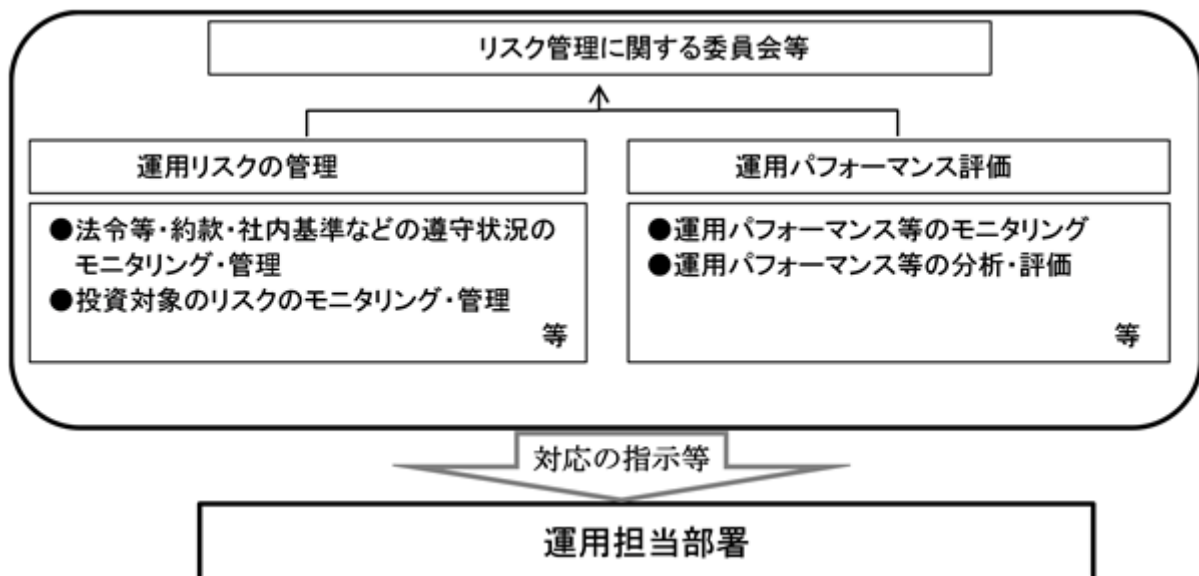 リスク管理に関する委員会等
運用リスクの管理
●法令等・約款・社内基準などの遵守状況の
モニタリング・管理
●投資対象のリスクのモニタリング・管理
等
運用パフォーマンス評価
●運用パフォーマンス等のモニタリング
●運用パフォーマンス等の分析・評価
等
対応の指示等
運用担当部署